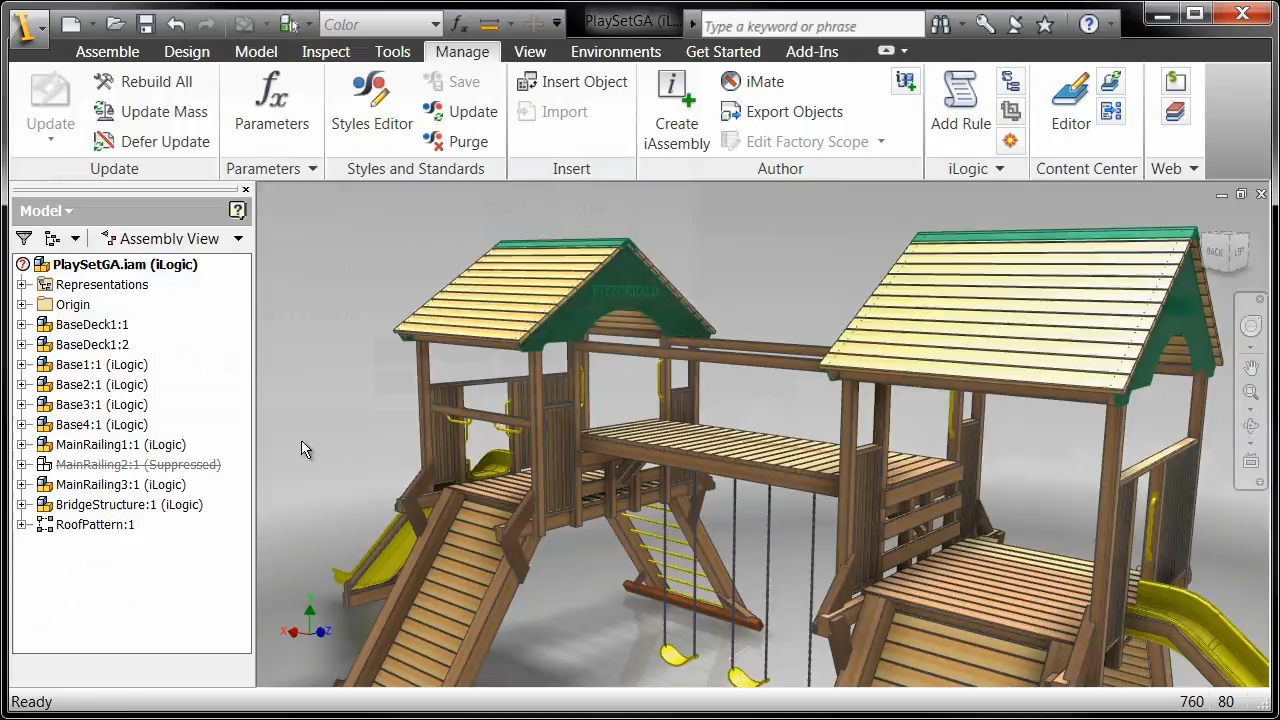 Color
PlaySetGA (iL...
Type a keyword or phrase
Assemble Design Model Inspect Tools Manage View Environments Get Started Add-Ins
Update
Rebuild All
Update Mass
Defer Update
Update
Parameters
Parameters
Styles Editor
Save
Update
Purge
Styles and Standards
Insert Object
Import
Insert
Create
iAssembly
iMate
Export Objects
Edit Factory Scope
Author
Add Rule
iLogic
Editor
Content Center
Web
Model
Assembly View
PlaySetGA.iam (iLogic)
Representations
Origin
BaseDeck1:1
BaseDeck1:2
Base1:1 (iLogic)
Base2:1 (iLogic)
Base3:1 (iLogic)
Base4:1 (iLogic)
MainRailing1:1 (iLogic)
MainRailing2:1 (Suppressed)
MainRailing3:1 (iLogic)
BridgeStructure:1 (iLogic)
RoofPattern:1
BACK
X Y Z
Ready
760 80